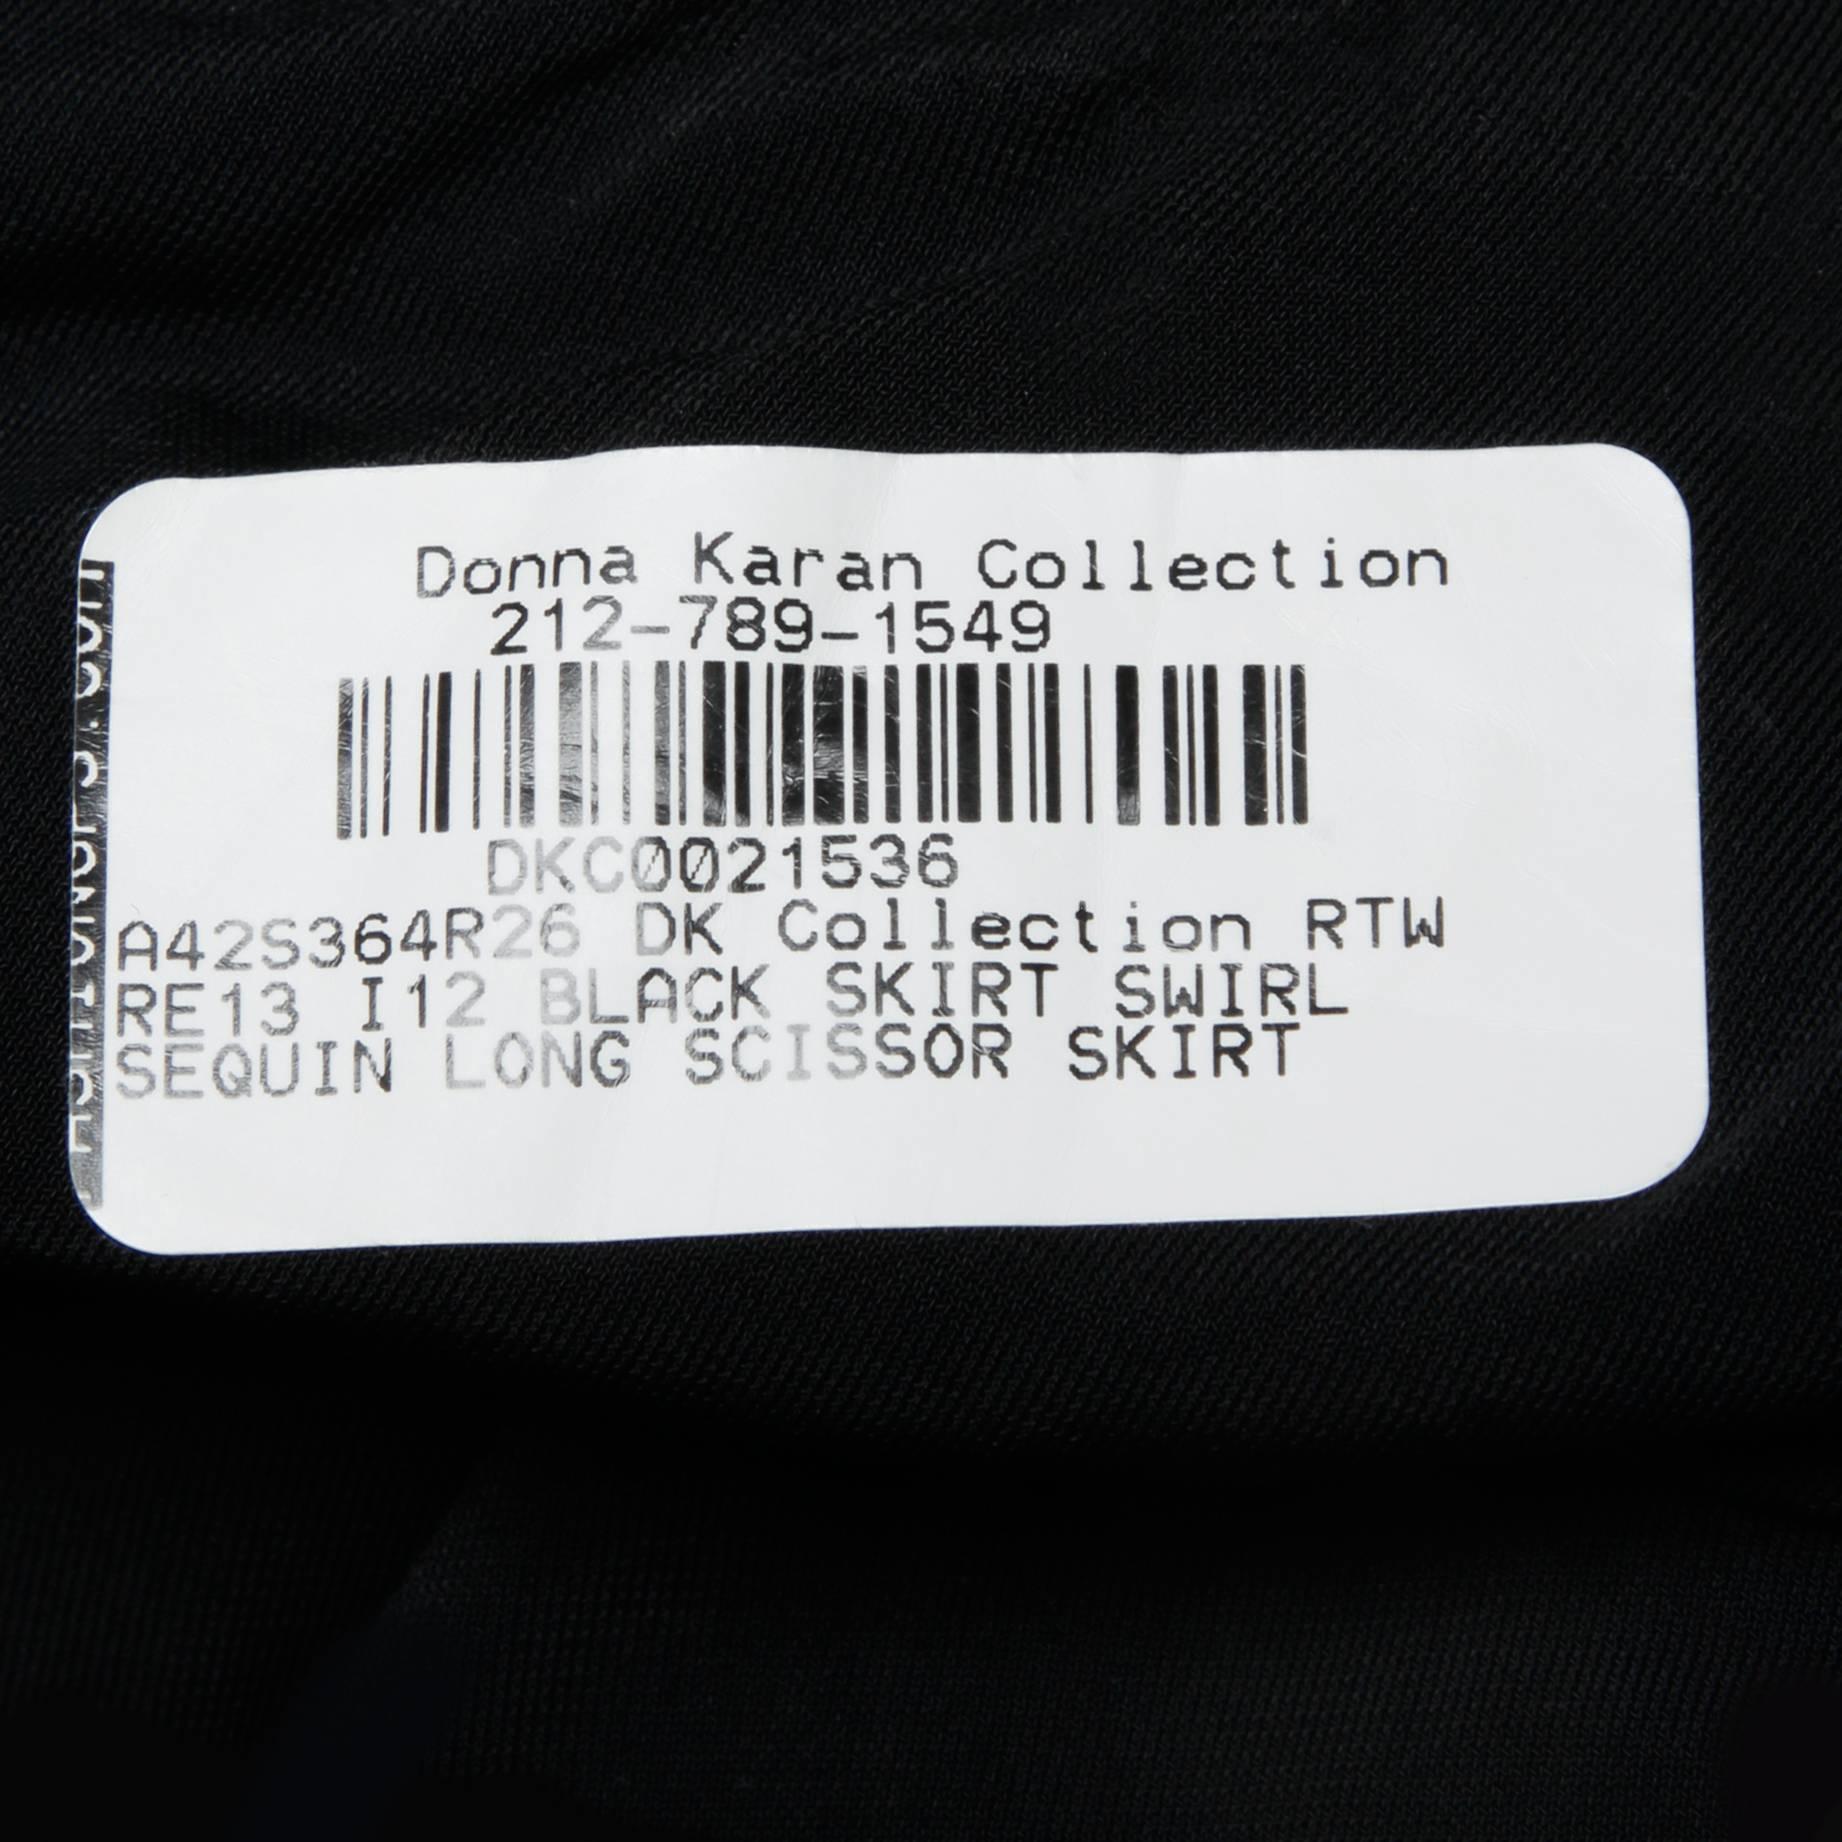 Donna Karan Collection
212-789-1549
DKC0021536
A42S364R26 DK Collection RTW
RE13 I12 BLACK SKIRT SWIRL
SEQUIN LONG SCISSOR SKIRT